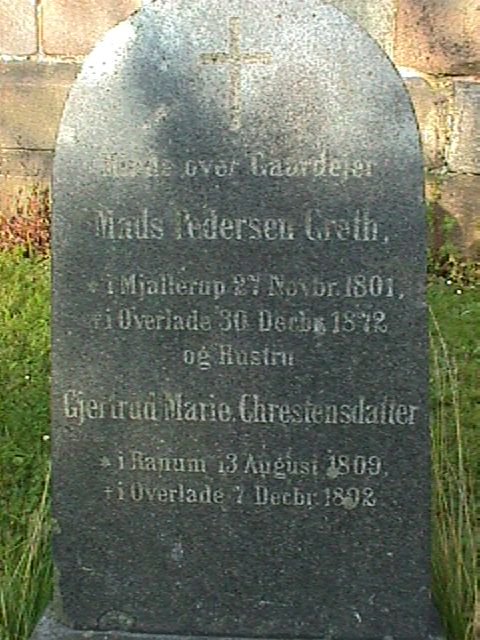 Minde over Gaardejer
Mads Pedersen Greth,
* i Mjallerup 27 Novbr. 1801,
† i Overlade 30 Decbr. 1872
og Hustru
Gjertrud Marie Chrestensdatter
* i Ranum 13 August 1809,
† i Overlade 7 Decbr. 1892